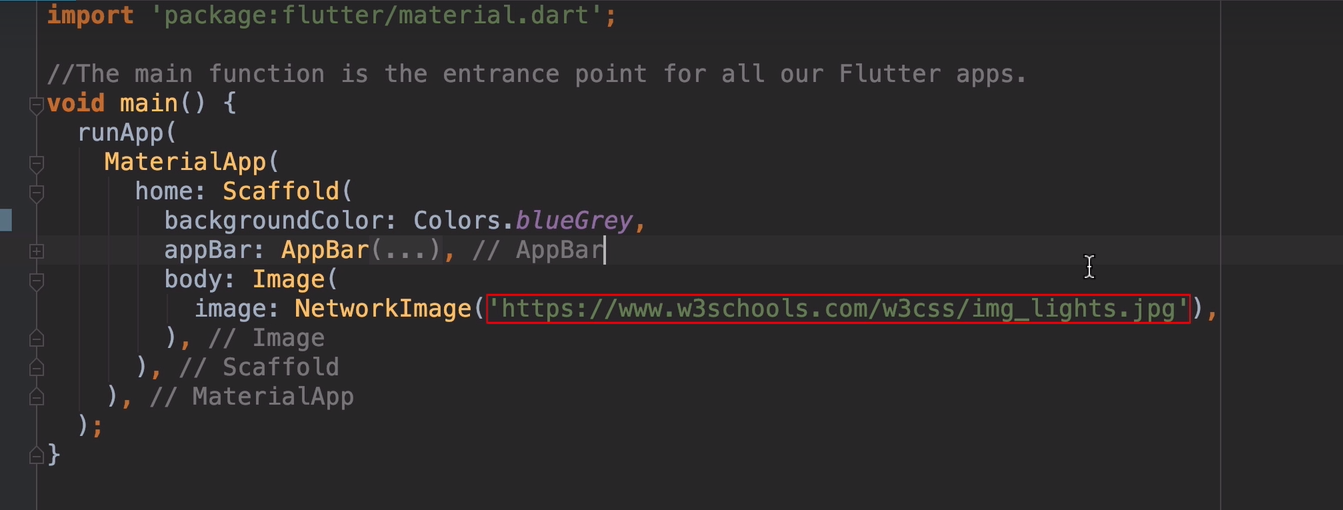 import 'package:flutter/material.dart';
//The main function is the entrance point for all our Flutter apps.
void main() {
runApp(
MaterialApp(
home: Scaffold(
backgroundColor: Colors.blueGrey,
appBar: AppBar(...), // AppBar
body: Image(
image: NetworkImage('https://www.w3schools.com/w3css/img_lights.jpg'),
), // Image
), // Scaffold
), // MaterialApp
);
}